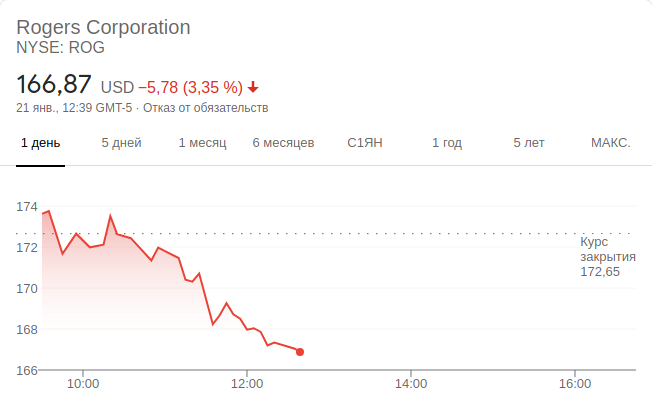 Rogers Corporation
NYSE: ROG
166,87 USD −5,78 (3,35 %)
21 янв., 12:39 GMT-5 · Отказ от обязательств
1 день 5 дней 1 месяц 6 месяцев С1ЯН 1 год 5 лет МАКС.
174
172
170
168
166
Курс
закрытия
172,65
10:00 12:00 14:00 16:00